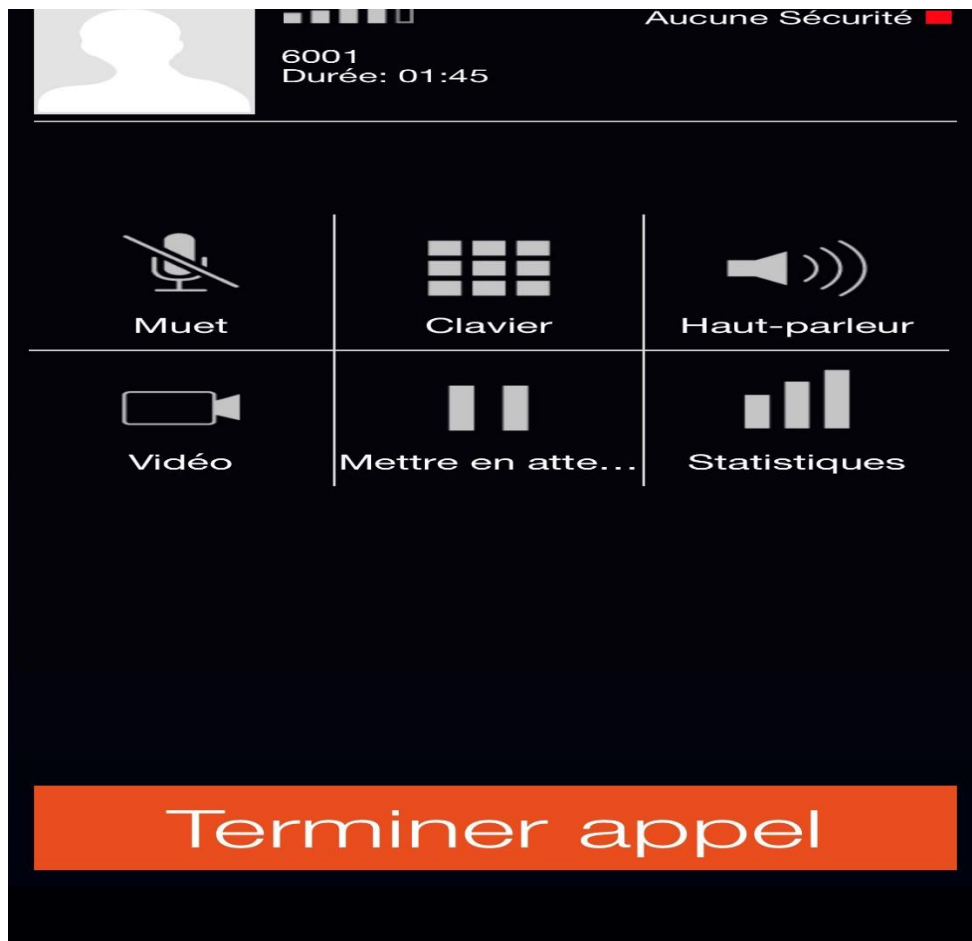 Aucune Sécurité
6001
Durée: 01:45
Muet
Clavier
Haut-parleur
Vidéo
Mettre en atte...
Statistiques
Terminer appel